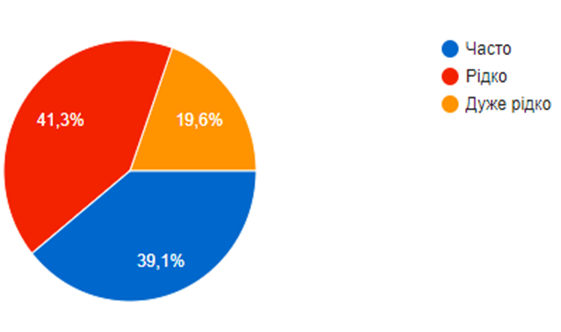 Часто
Рідко
Дуже рідко
41,3%
19,6%
39,1%